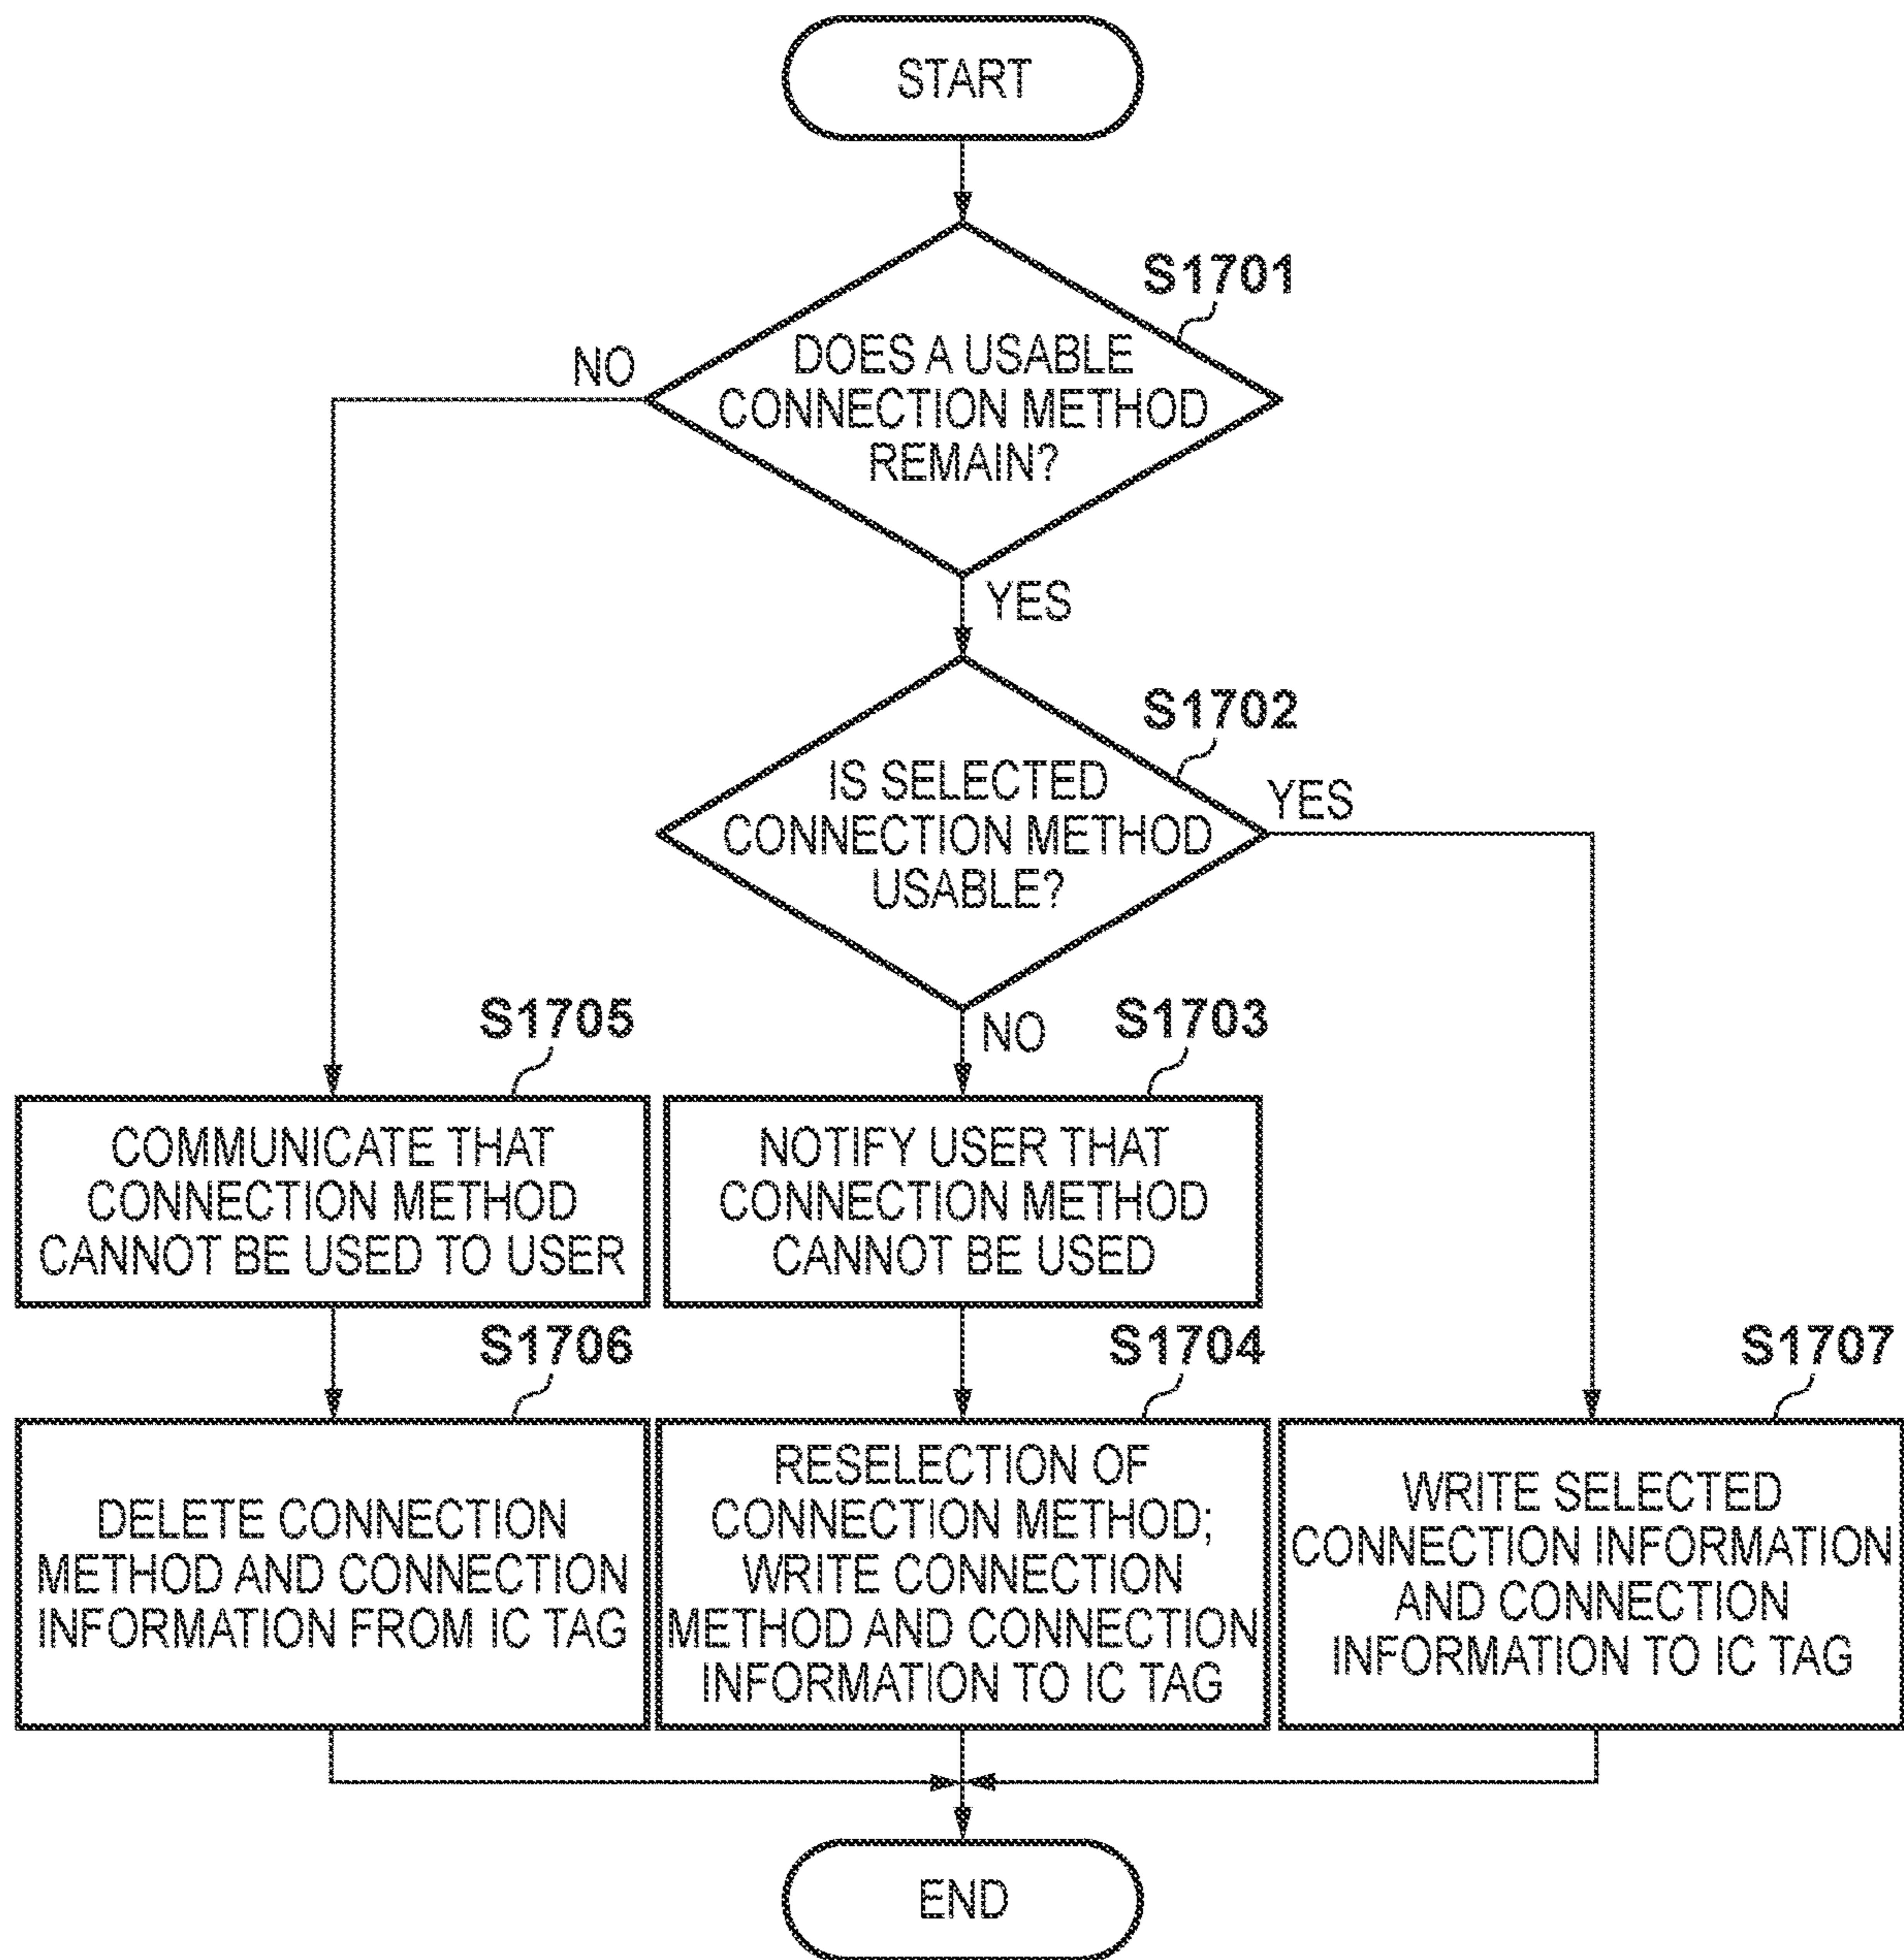 START
S1701
NO
DOES A USABLE
CONNECTION METHOD
REMAIN?
YES
S1702
IS SELECTED
CONNECTION METHOD
USABLE?
YES
NO
S1705
S1703
COMMUNICATE THAT
CONNECTION METHOD
CANNOT BE USED TO USER
NOTIFY USER THAT
CONNECTION METHOD
CANNOT BE USED
S1706
S1704
S1707
DELETE CONNECTION
METHOD AND CONNECTION
INFORMATION FROM IC TAG
RESELECTION OF
CONNECTION METHOD;
WRITE CONNECTION
METHOD AND CONNECTION
INFORMATION TO IC TAG
WRITE SELECTED
CONNECTION INFORMATION
AND CONNECTION
INFORMATION TO IC TAG
END